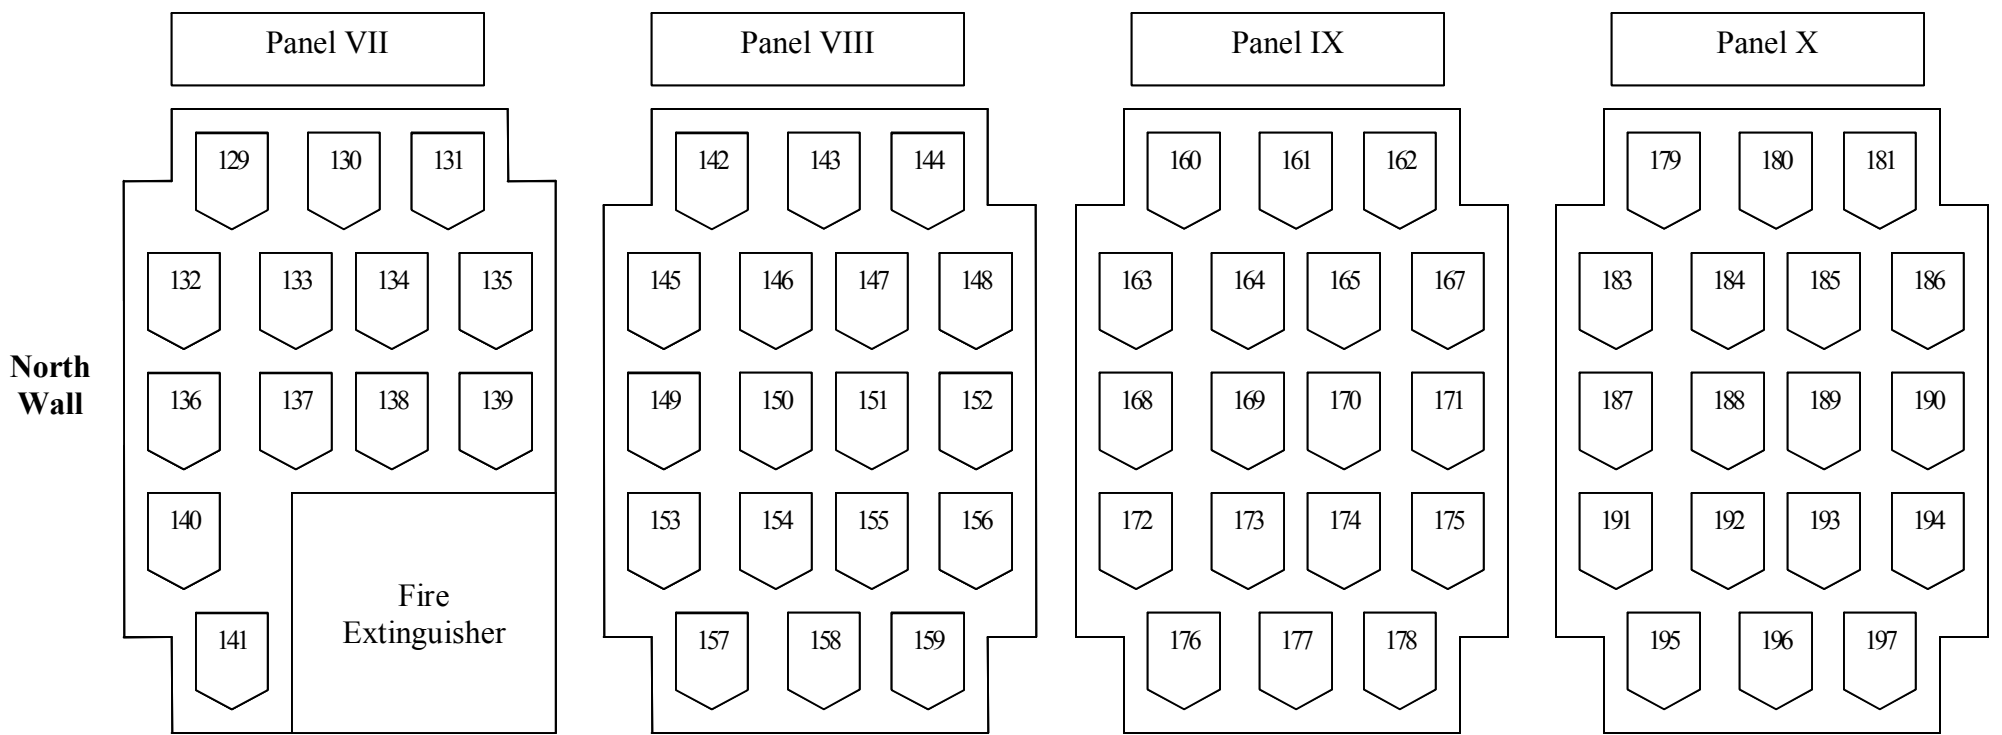 Panel VII Panel VIII Panel IX Panel X
129 130 131 142 143 144 160 161 162 179 180 181
132 133 134 135 145 146 147 148 163 164 165 167 183 184 185 186
North
Wall
136 137 138 139 149 150 151 152 168 169 170 171 187 188 189 190
140 153 154 155 156 172 173 174 175 191 192 193 194
Fire
Extinguisher
141 157 158 159 176 177 178 195 196 197